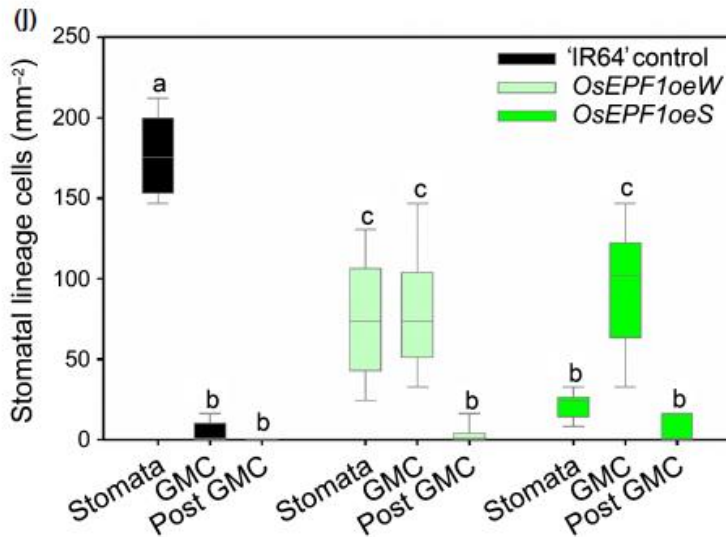 (J)
Stomatal lineage cells (mm⁻²)
250
200
150
100
50
0
'IR64' control
OsEPF1oeW
OsEPF1oeS
a
b
b
c
c
b
b
c
b
Stomata
GMC
Post GMC
Stomata
GMC
Post GMC
Stomata
GMC
Post GMC